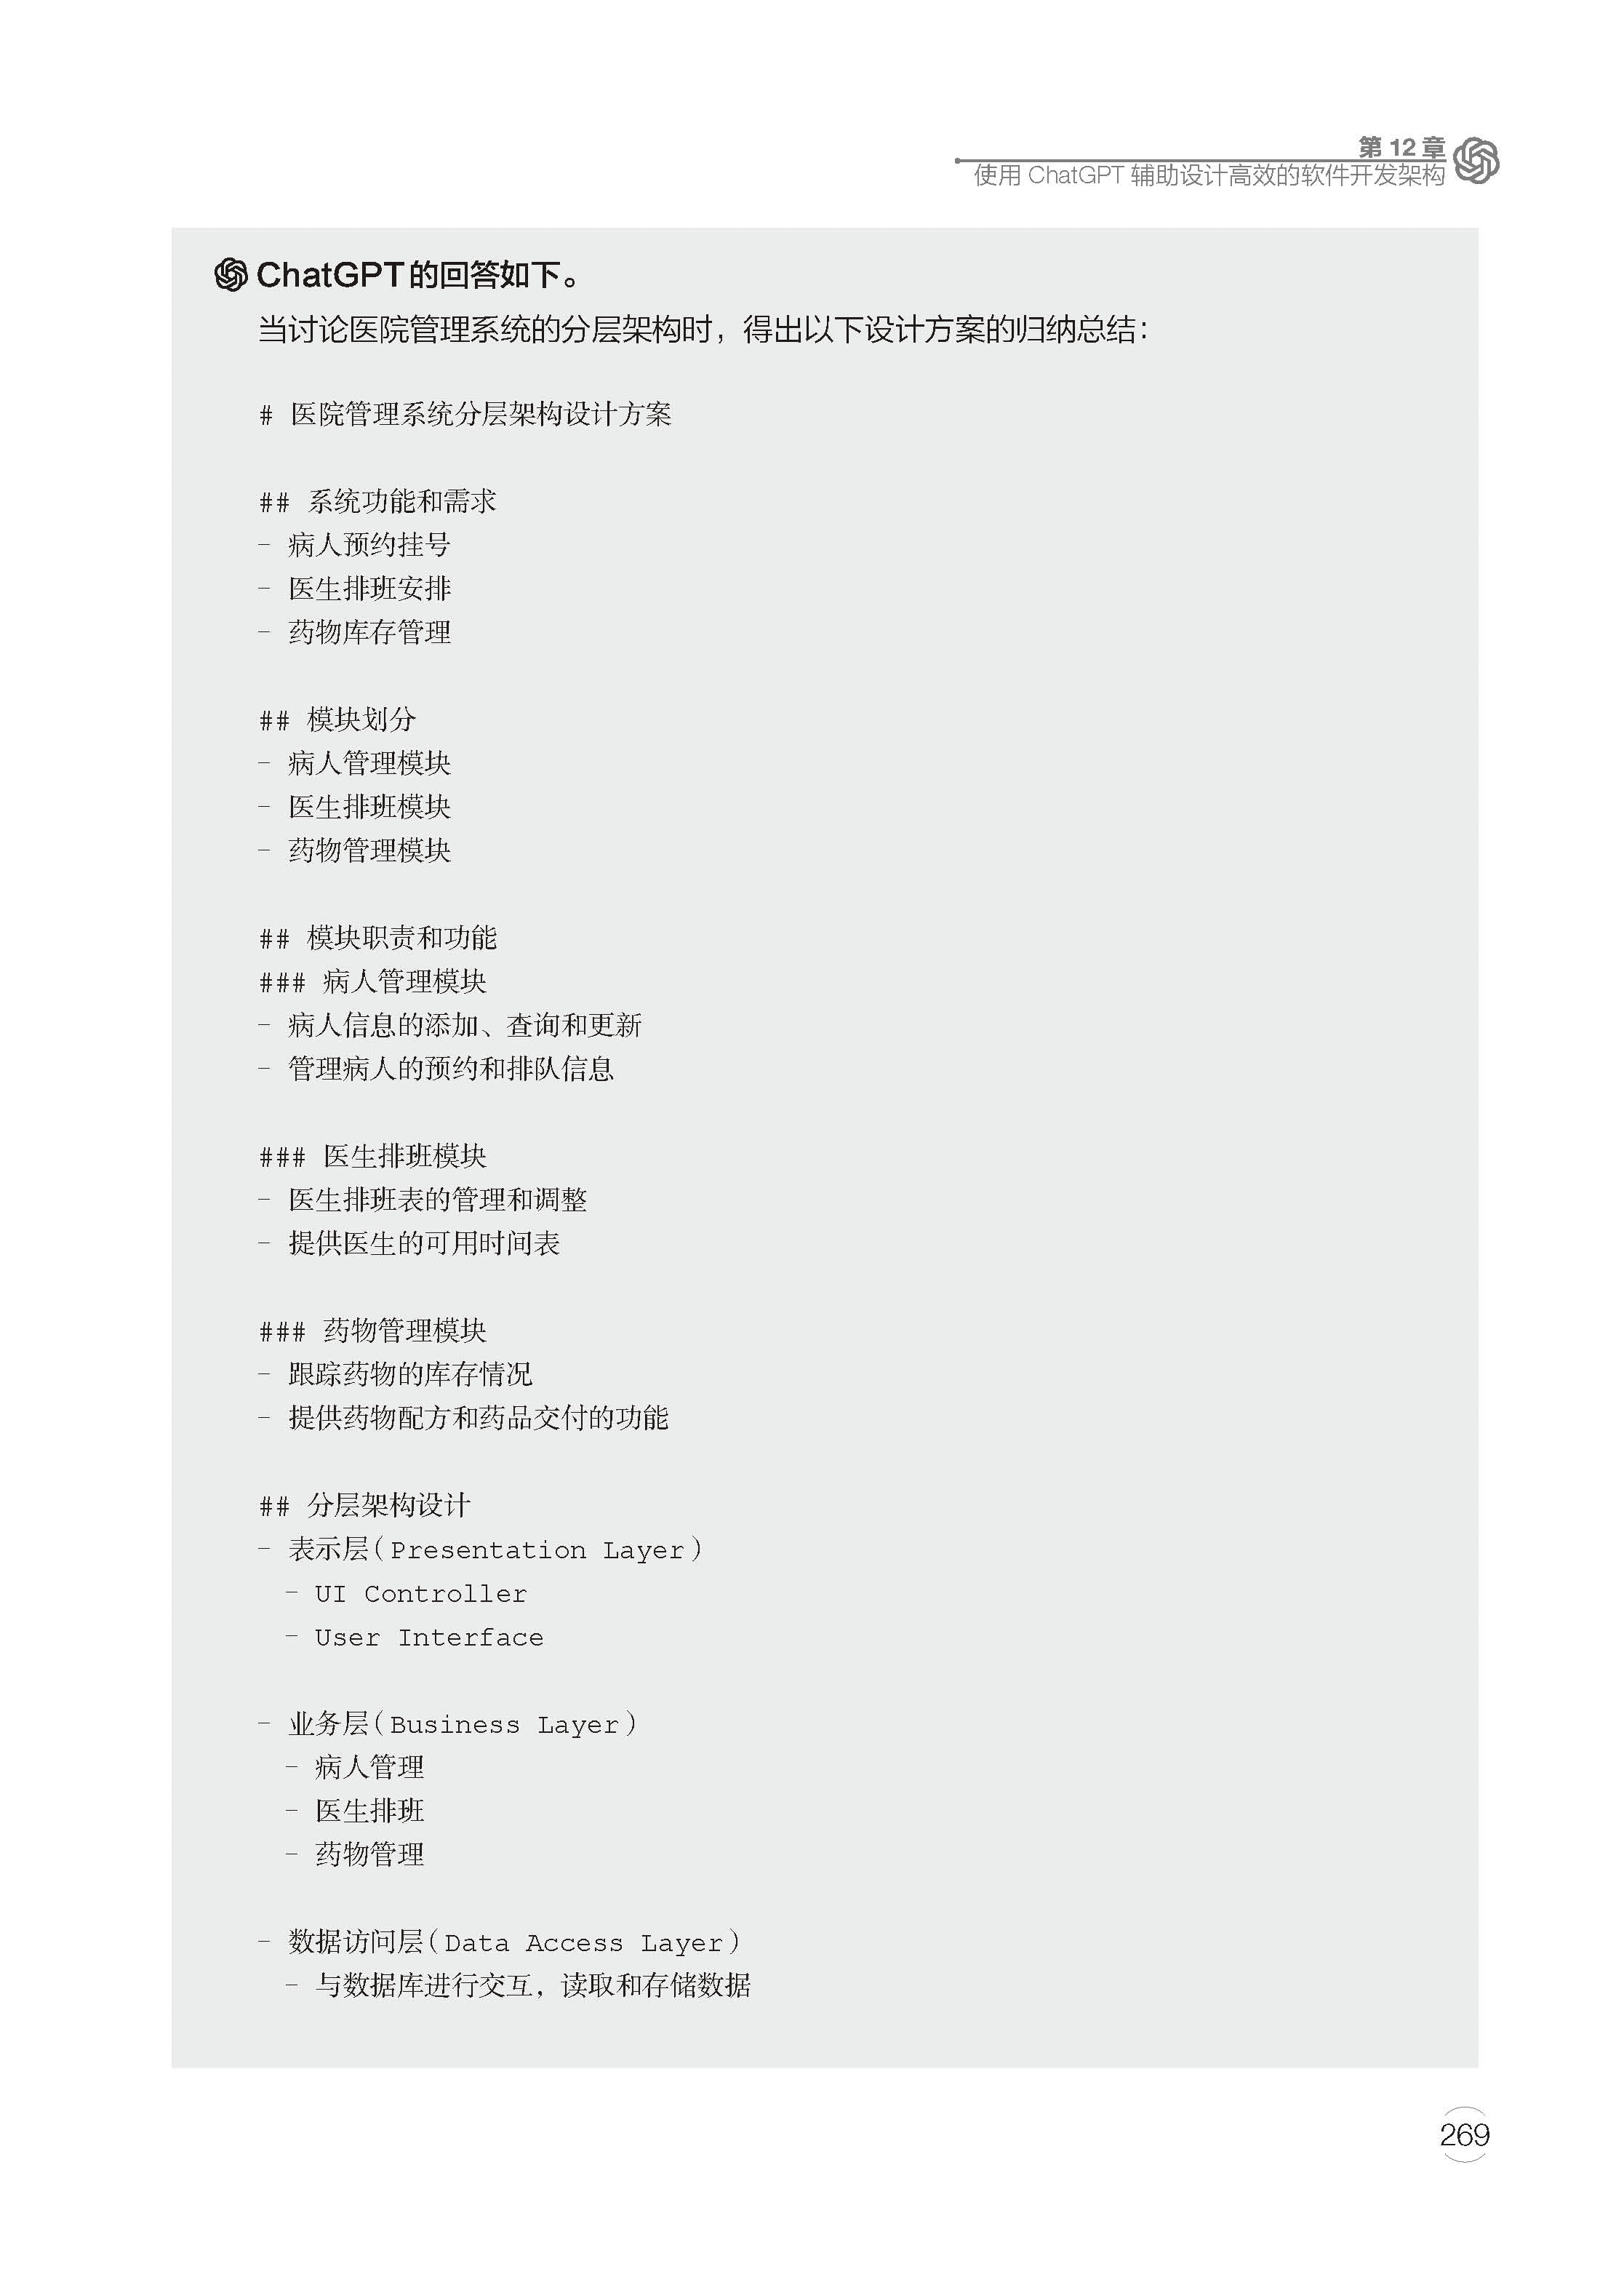 第 12 章
使用 ChatGPT 辅助设计高效的软件开发架构
ChatGPT的回答如下。
当讨论医院管理系统的分层架构时，得出以下设计方案的归纳总结：
# 医院管理系统分层架构设计方案
## 系统功能和需求
- 病人预约挂号
- 医生排班安排
- 药物库存管理
## 模块划分
- 病人管理模块
- 医生排班模块
- 药物管理模块
## 模块职责和功能
### 病人管理模块
- 病人信息的添加、查询和更新
- 管理病人的预约和排队信息
### 医生排班模块
- 医生排班表的管理和调整
- 提供医生的可用时间表
### 药物管理模块
- 跟踪药物的库存情况
- 提供药物配方和药品交付的功能
## 分层架构设计
- 表示层（Presentation Layer）
- UI Controller
- User Interface
- 业务层（Business Layer）
- 病人管理
- 医生排班
- 药物管理
- 数据访问层（Data Access Layer）
- 与数据库进行交互，读取和存储数据
269